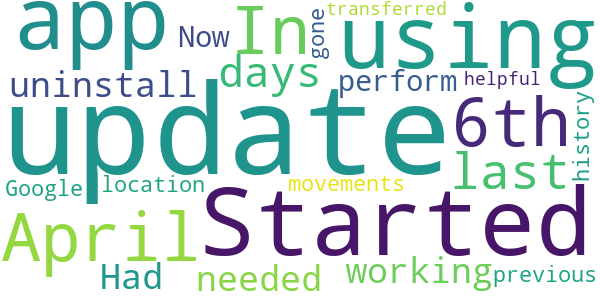 app Now In gone transferred using
uninstall days perform helpful
update 6th history
Google location movements last
April Started
Had needed working previous